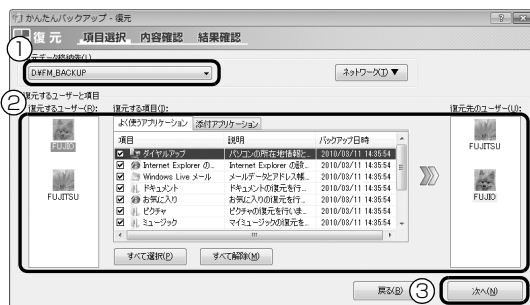 かんたんバックアップ - 復元
復元 項目選択 内容確認 結果確認
①
復元データ格納先(L)
D:¥FM_BACKUP
ネットワーク(T) ▼
②
復元するユーザーと項目
復元するユーザー(R): 復元する項目(I): 復元先のユーザー(U):
よく使うアプリケーション 添付アプリケーション
項目 説明 バックアップ日時
ダイヤルアップ パソコンの所在地情報と... 2010/03/11 14:35:54
Internet Explorer の... Internet Explorer の設... 2010/03/11 14:35:54
Windows Live メール メールデータとアドレス帳... 2010/03/11 14:35:54
ドキュメント ドキュメントの復元を行... 2010/03/11 14:35:54
お気に入り お気に入りの復元を行... 2010/03/11 14:35:54
ピクチャ ピクチャの復元を行いま... 2010/03/11 14:35:54
ミュージック マイミュージックの復元を... 2010/03/11 14:35:54
FUJIO
FUJITSU
FUJITSU
FUJIO
すべて選択(P) すべて解除(M)
戻る(B) ③ 次へ(N)